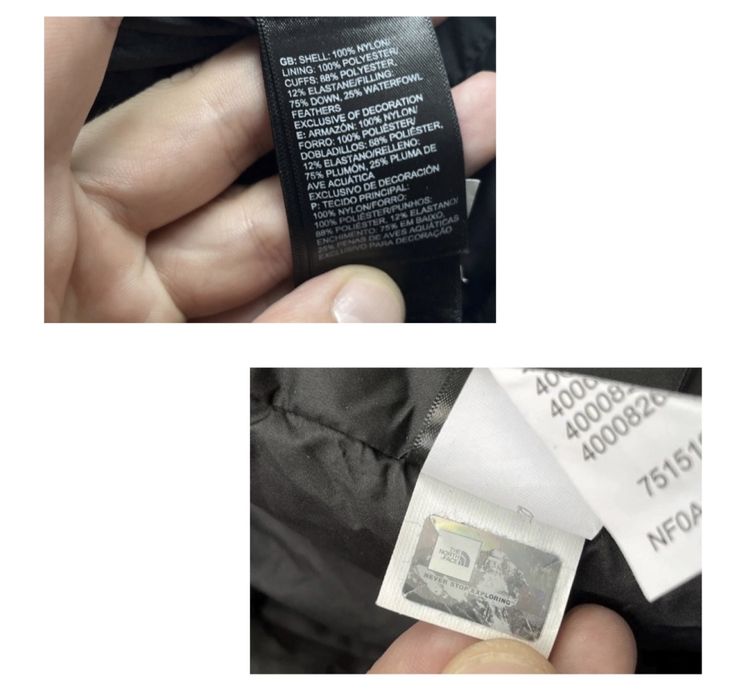 GB: SHELL: 100% NYLON/
LINING: 100% POLYESTER/
CUFFS: 88% POLYESTER,
12% ELASTANE/FILLING:
75% DOWN, 25% WATERFOWL
FEATHERS
EXCLUSIVE OF DECORATION
E: ARMAZÓN: 100% NYLON/
FORRO: 100% POLIÉSTER/
DOBLADILLOS: 88% POLIÉSTER,
12% ELASTANO/RELLENO:
75% PLUMÓN, 25% PLUMA DE
AVE ACUÁTICA
EXCLUSIVO DE DECORACIÓN
P: TECIDO PRINCIPAL:
100% NYLON/FORRO:
100% POLIÉSTER/PUNHOS:
88% POLIÉSTER, 12% ELASTANO/
ENCHIMENTO: 75% EM BAIXO,
25% PENAS DE AVES AQUÁTICAS
EXCLUSIVO PARA DECORAÇÃO
400082
4000826
75151
NF0A
THE
NORTH
FACE
NEVER STOP EXPLORING